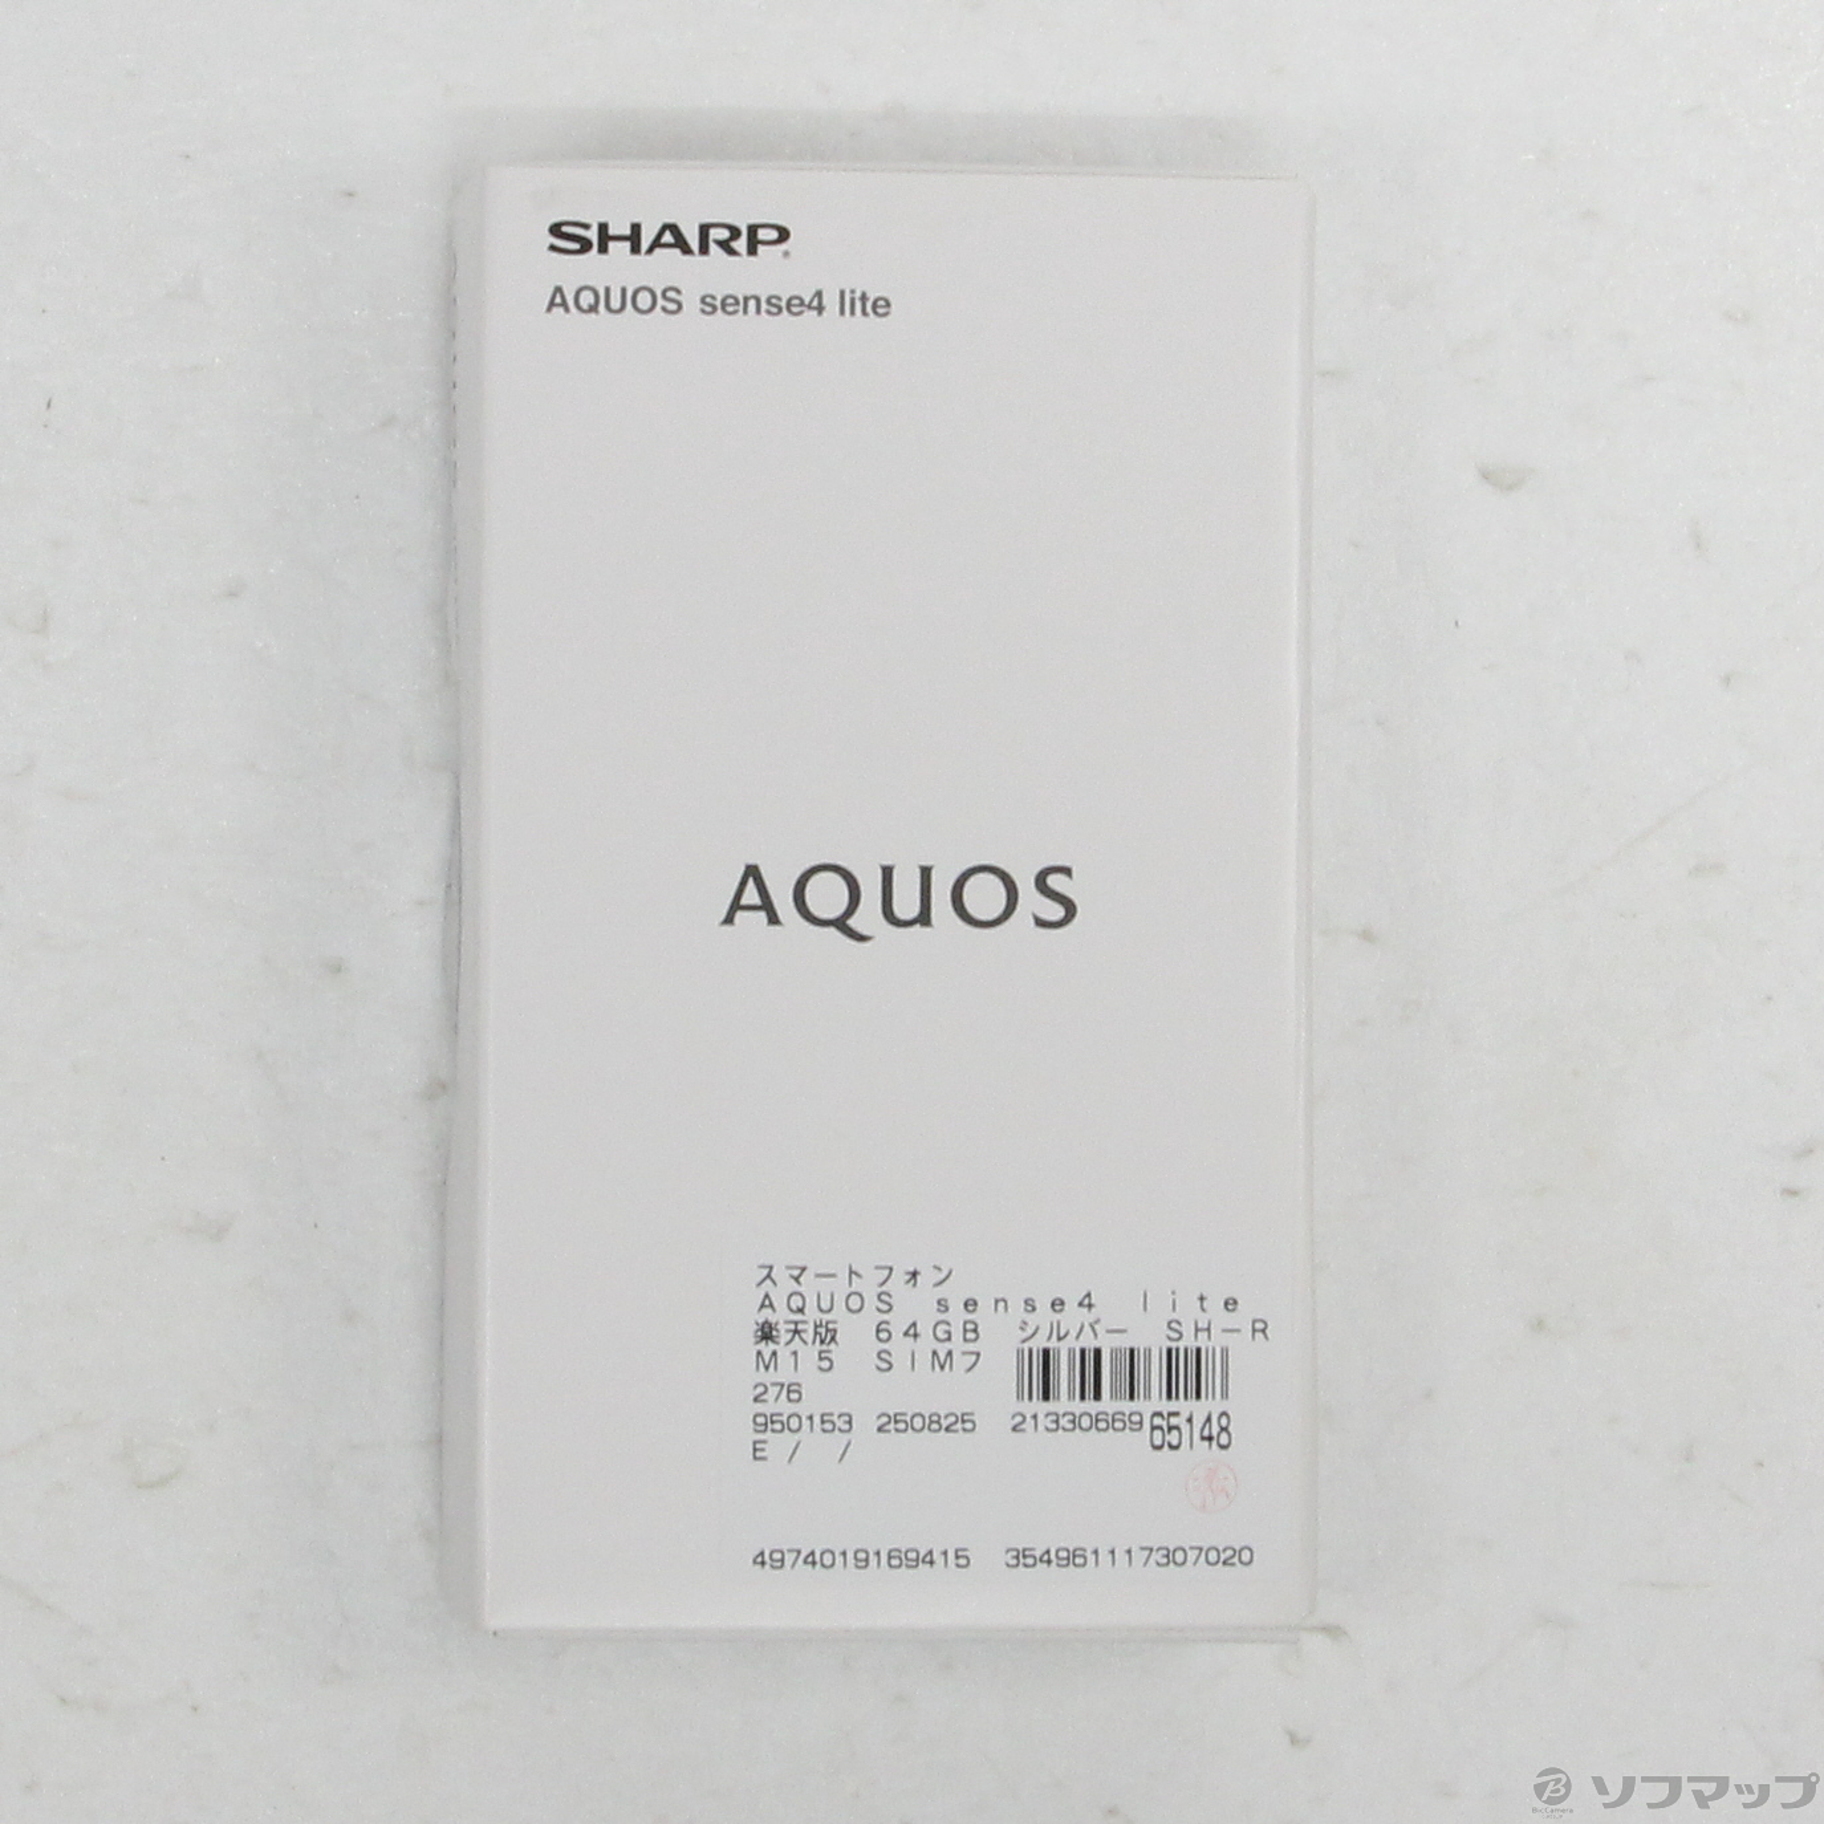 SHARP
AQUOS sense4 lite
AQUOS
スマートフォン
AQUOS sense4 lite
楽天版 64GB シルバー SH-R
M15 SIMフ
276
950153 250825 21330669 65148
E / /
4974019169415 354961117307020
BicCamera
ソフマップ